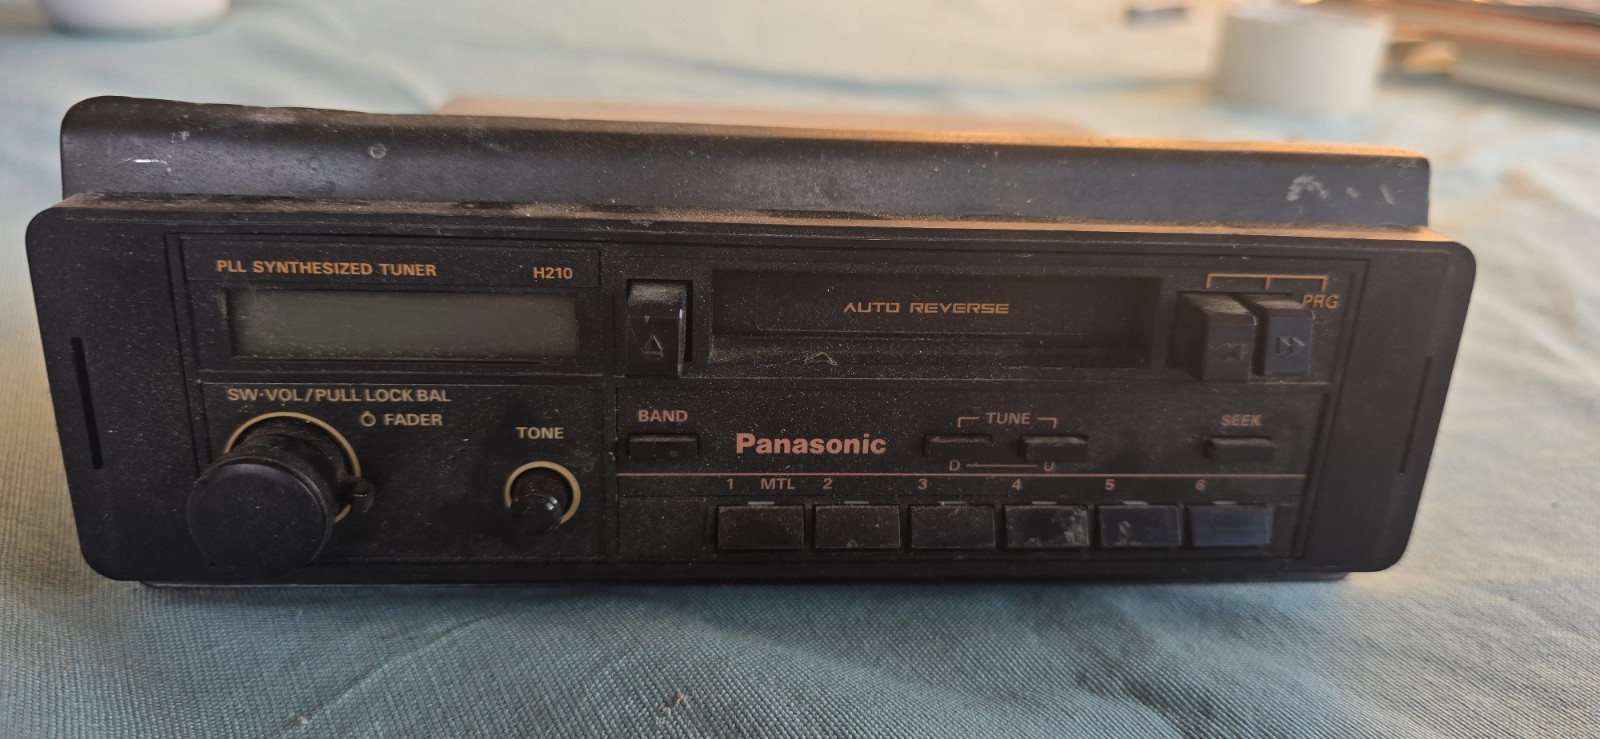 PLL SYNTHESIZED TUNER H210
AUTO REVERSE
PRG
SW·VOL/PULL LOCK BAL
FADER
TONE
BAND
Panasonic
TUNE
SEEK
D U
1 MTL 2 3 4 5 6